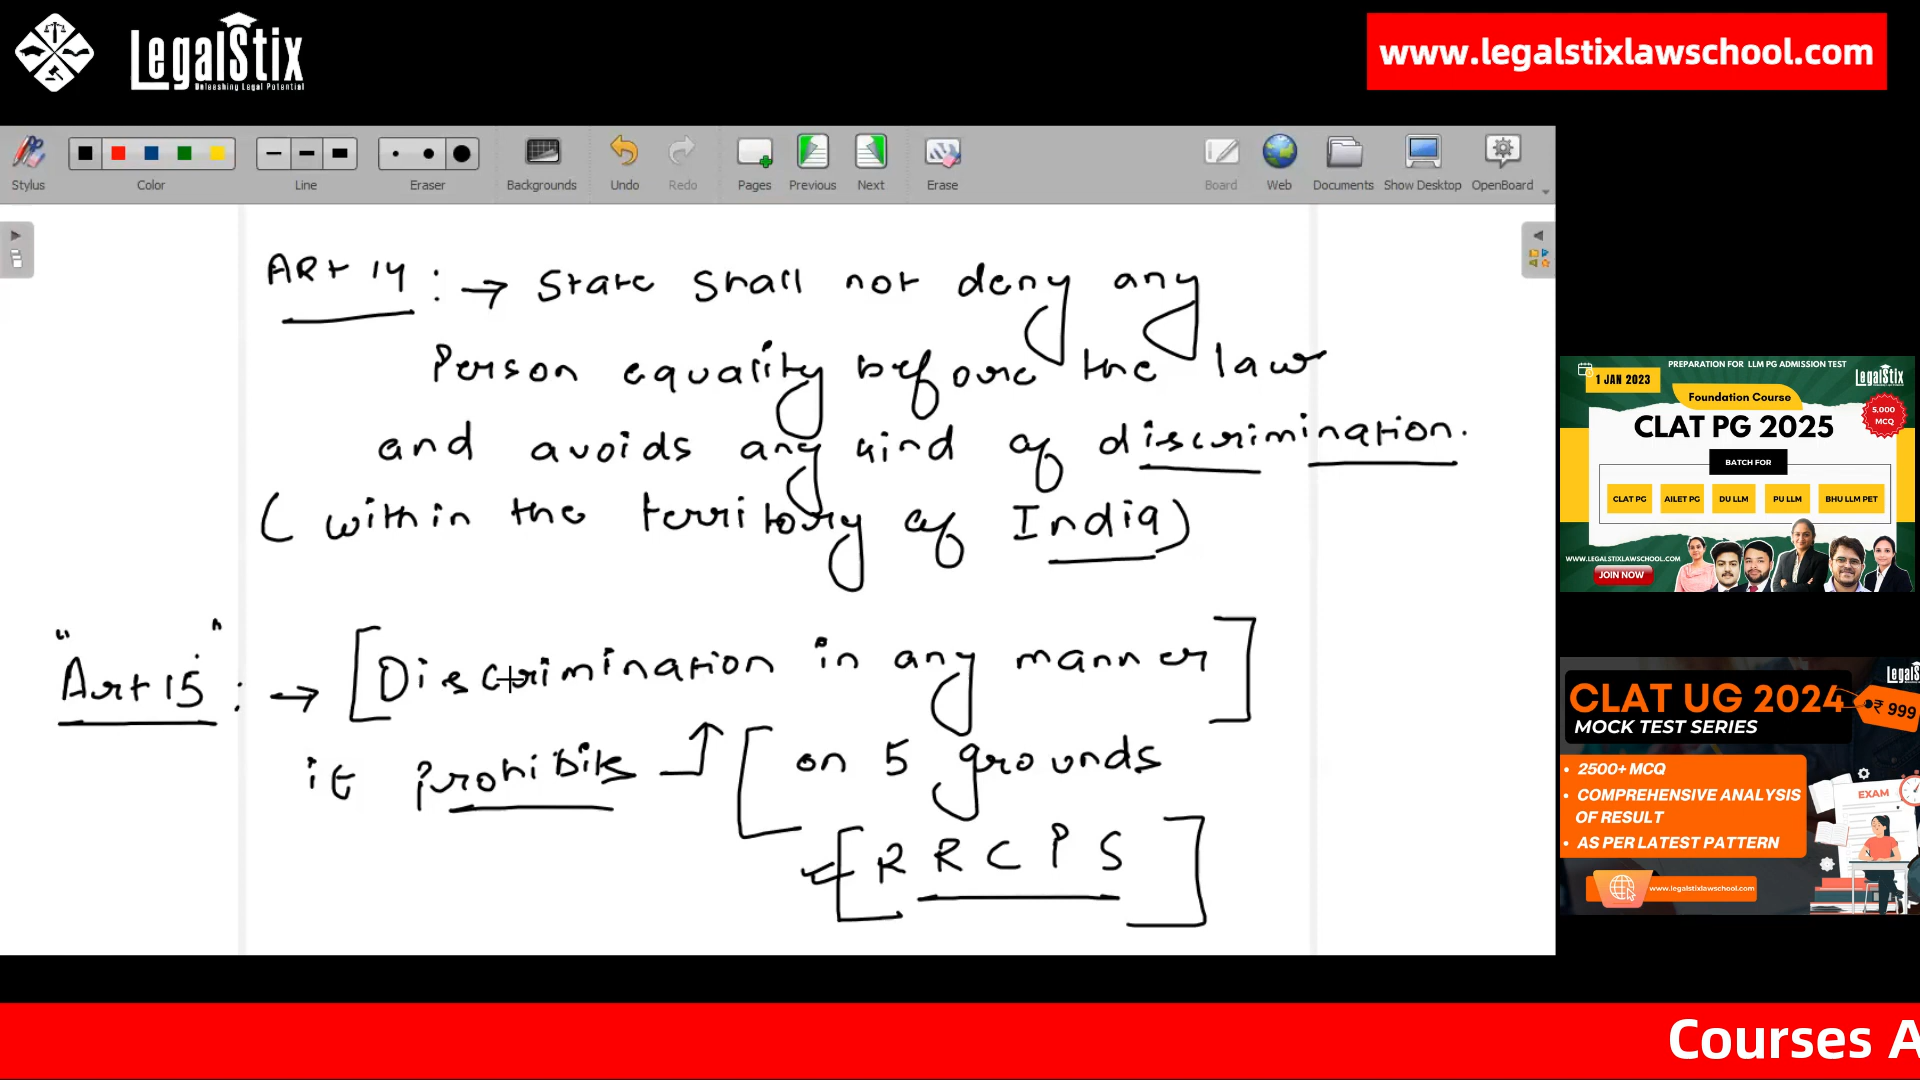 LegalStix
Unleashing Legal Potential
www.legalstixlawschool.com
Stylus
Color
Line
Eraser
Backgrounds
Undo
Redo
Pages
Previous
Next
Erase
Board
Web
Documents
Show Desktop
OpenBoard
ARt 14 : → State Shall not deny any
Person equality before the law
and avoids any kind of discrimination.
( within the territory of India )
"Art 15" : → [ Discrimination in any manner ]
it prohibits [ on 5 grounds
[ R R C P S ]
1 JAN 2023
PREPARATION FOR LLM PG ADMISSION TEST
LegalStix
Foundation Course
CLAT PG 2025
5,000
MCQ
BATCH FOR
CLAT PG
AILET PG
DU LLM
PU LLM
BHU LLM PET
WWW.LEGALSTIXLAWSCHOOL.COM
JOIN NOW
LegalS
CLAT UG 2024
₹ 999
MOCK TEST SERIES
• 2500+ MCQ
• COMPREHENSIVE ANALYSIS
OF RESULT
• AS PER LATEST PATTERN
EXAM
www.legalstixlawschool.com
Courses A